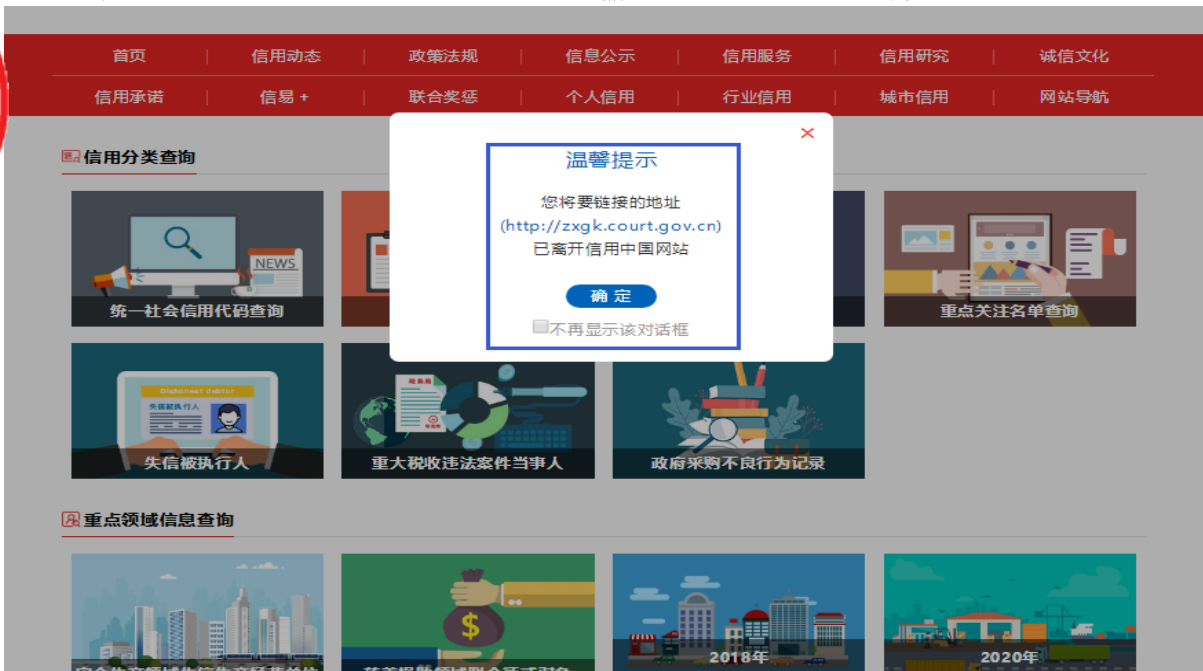 首页
信用动态
政策法规
信息公示
信用服务
信用研究
诚信文化
信用承诺
信易 +
联合奖惩
个人信用
行业信用
城市信用
网站导航
信用分类查询
温馨提示
您将要链接的地址
(http://zxgk.court.gov.cn)
已离开信用中国网站
确 定
不再显示该对话框
NEWS
统一社会信用代码查询
重点关注名单查询
Dishonest debtor
失信被执行人
失信被执行人
重大税收违法案件当事人
政府采购不良行为记录
重点领域信息查询
$
2018年
2020年